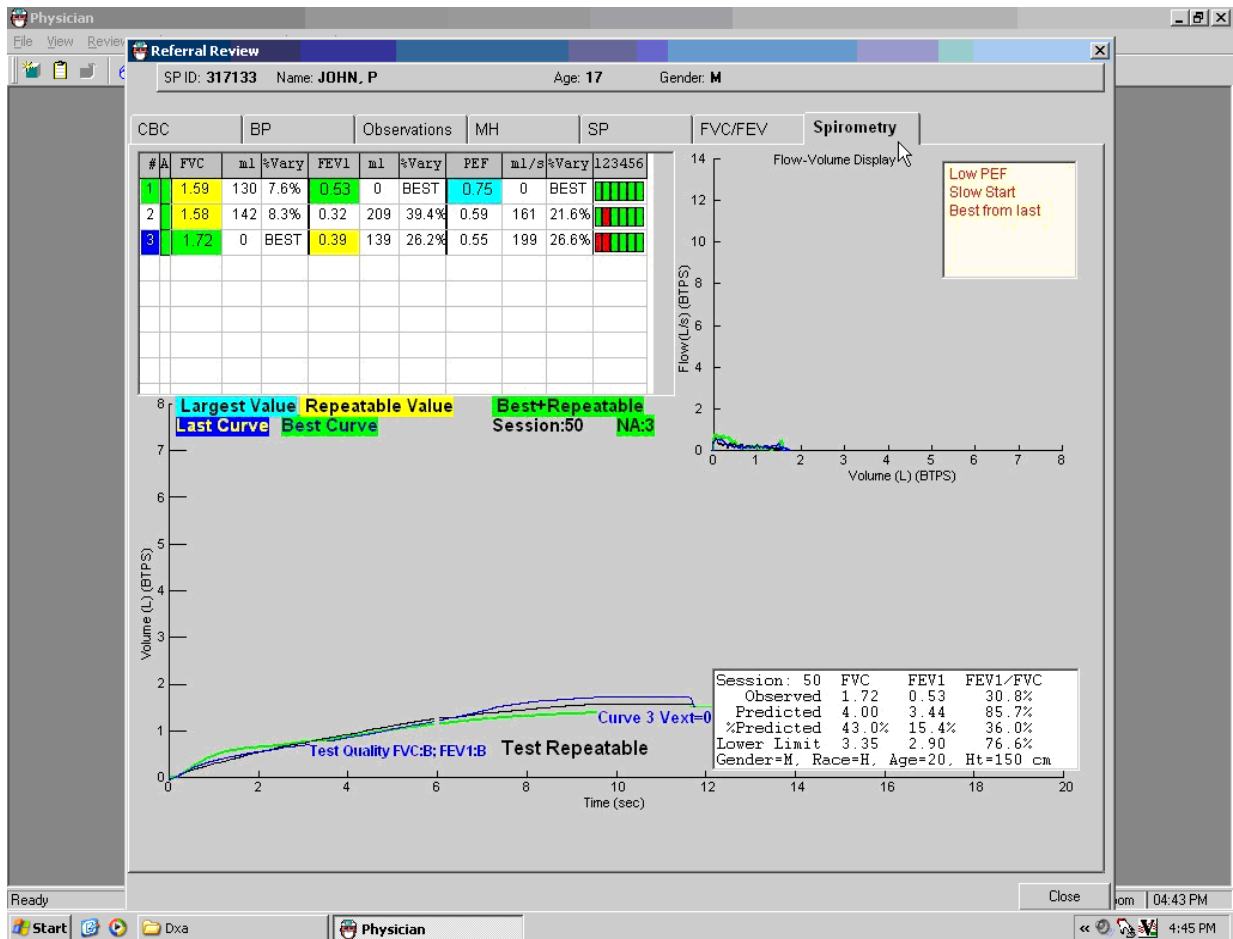 Physician
File View Review
Referral Review
SP ID: 317133 Name: JOHN, P Age: 17 Gender: M
CBC BP Observations MH SP FVC/FEV Spirometry
# A FVC ml %Vary FEV1 ml %Vary PEF ml/s %Vary 123456
1 1.59 130 7.6% 0.53 0 BEST 0.75 0 BEST
2 1.58 142 8.3% 0.32 209 39.4% 0.59 161 21.6%
3 1.72 0 BEST 0.39 139 26.2% 0.55 199 26.6%
Largest Value Repeatable Value Best+Repeatable
Last Curve Best Curve Session:50 NA:3
Flow-Volume Display
Low PEF
Slow Start
Best from last
14
12
10
8
6
4
2
0
Flow(L/s) (BTPS)
0 1 2 3 4 5 6 7 8
Volume (L) (BTPS)
8
7
6
5
4
3
2
1
0
Volume (L) (BTPS)
Curve 3 Vext=0
Test Quality FVC:B; FEV1:B Test Repeatable
Session: 50 FVC FEV1 FEV1/FVC
Observed 1.72 0.53 30.8%
Predicted 4.00 3.44 85.7%
%Predicted 43.0% 15.4% 36.0%
Lower Limit 3.35 2.90 76.6%
Gender=M, Race=H, Age=20, Ht=150 cm
0 2 4 6 8 10 12 14 16 18 20
Time (sec)
Close
Ready oom 04:43 PM
Start Dxa Physician « 4:45 PM